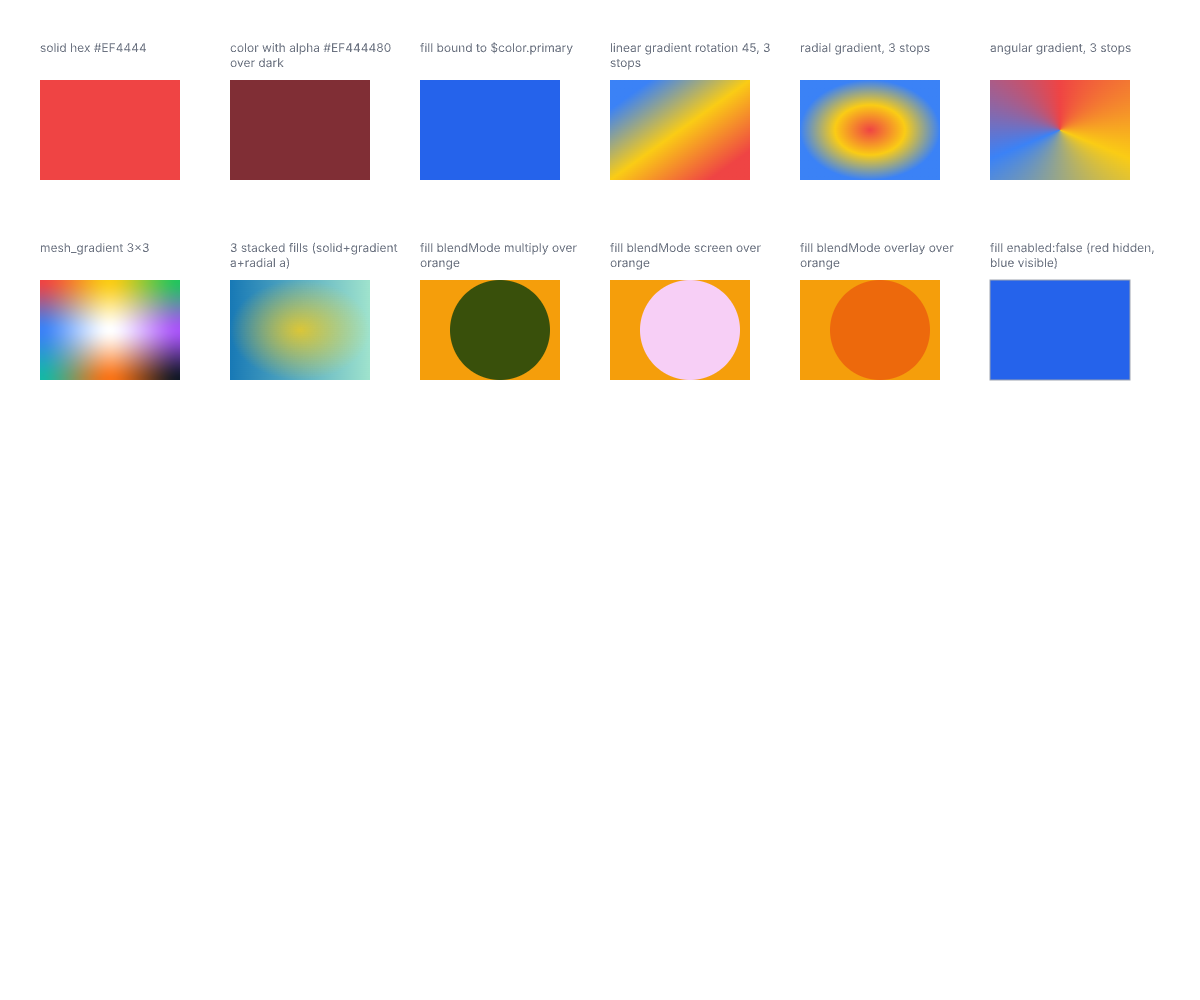 solid hex #EF4444
color with alpha #EF444480
over dark
fill bound to $color.primary
linear gradient rotation 45, 3
stops
radial gradient, 3 stops
angular gradient, 3 stops
mesh_gradient 3×3
3 stacked fills (solid+gradient
a+radial a)
fill blendMode multiply over
orange
fill blendMode screen over
orange
fill blendMode overlay over
orange
fill enabled:false (red hidden,
blue visible)